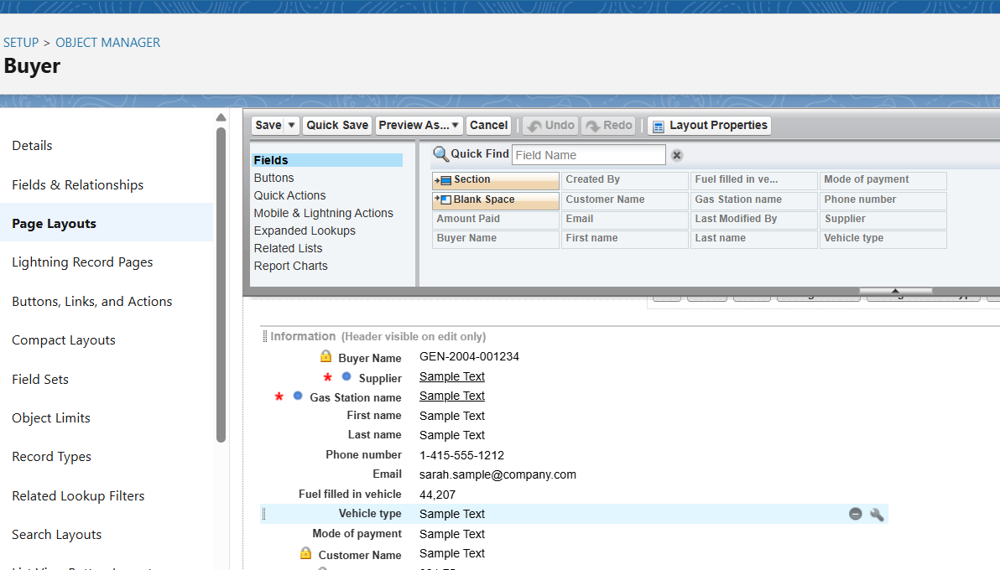 SETUP > OBJECT MANAGER
Buyer
Details
Fields & Relationships
Page Layouts
Lightning Record Pages
Buttons, Links, and Actions
Compact Layouts
Field Sets
Object Limits
Record Types
Related Lookup Filters
Search Layouts
Save Quick Save Preview As... Cancel Undo Redo Layout Properties
Fields
Buttons
Quick Actions
Mobile & Lightning Actions
Expanded Lookups
Related Lists
Report Charts
Quick Find Field Name
Section Created By Fuel filled in ve... Mode of payment
Blank Space Customer Name Gas Station name Phone number
Amount Paid Email Last Modified By Supplier
Buyer Name First name Last name Vehicle type
Information (Header visible on edit only)
Buyer Name GEN-2004-001234
* Supplier Sample Text
* Gas Station name Sample Text
First name Sample Text
Last name Sample Text
Phone number 1-415-555-1212
Email sarah.sample@company.com
Fuel filled in vehicle 44,207
Vehicle type Sample Text
Mode of payment Sample Text
Customer Name Sample Text